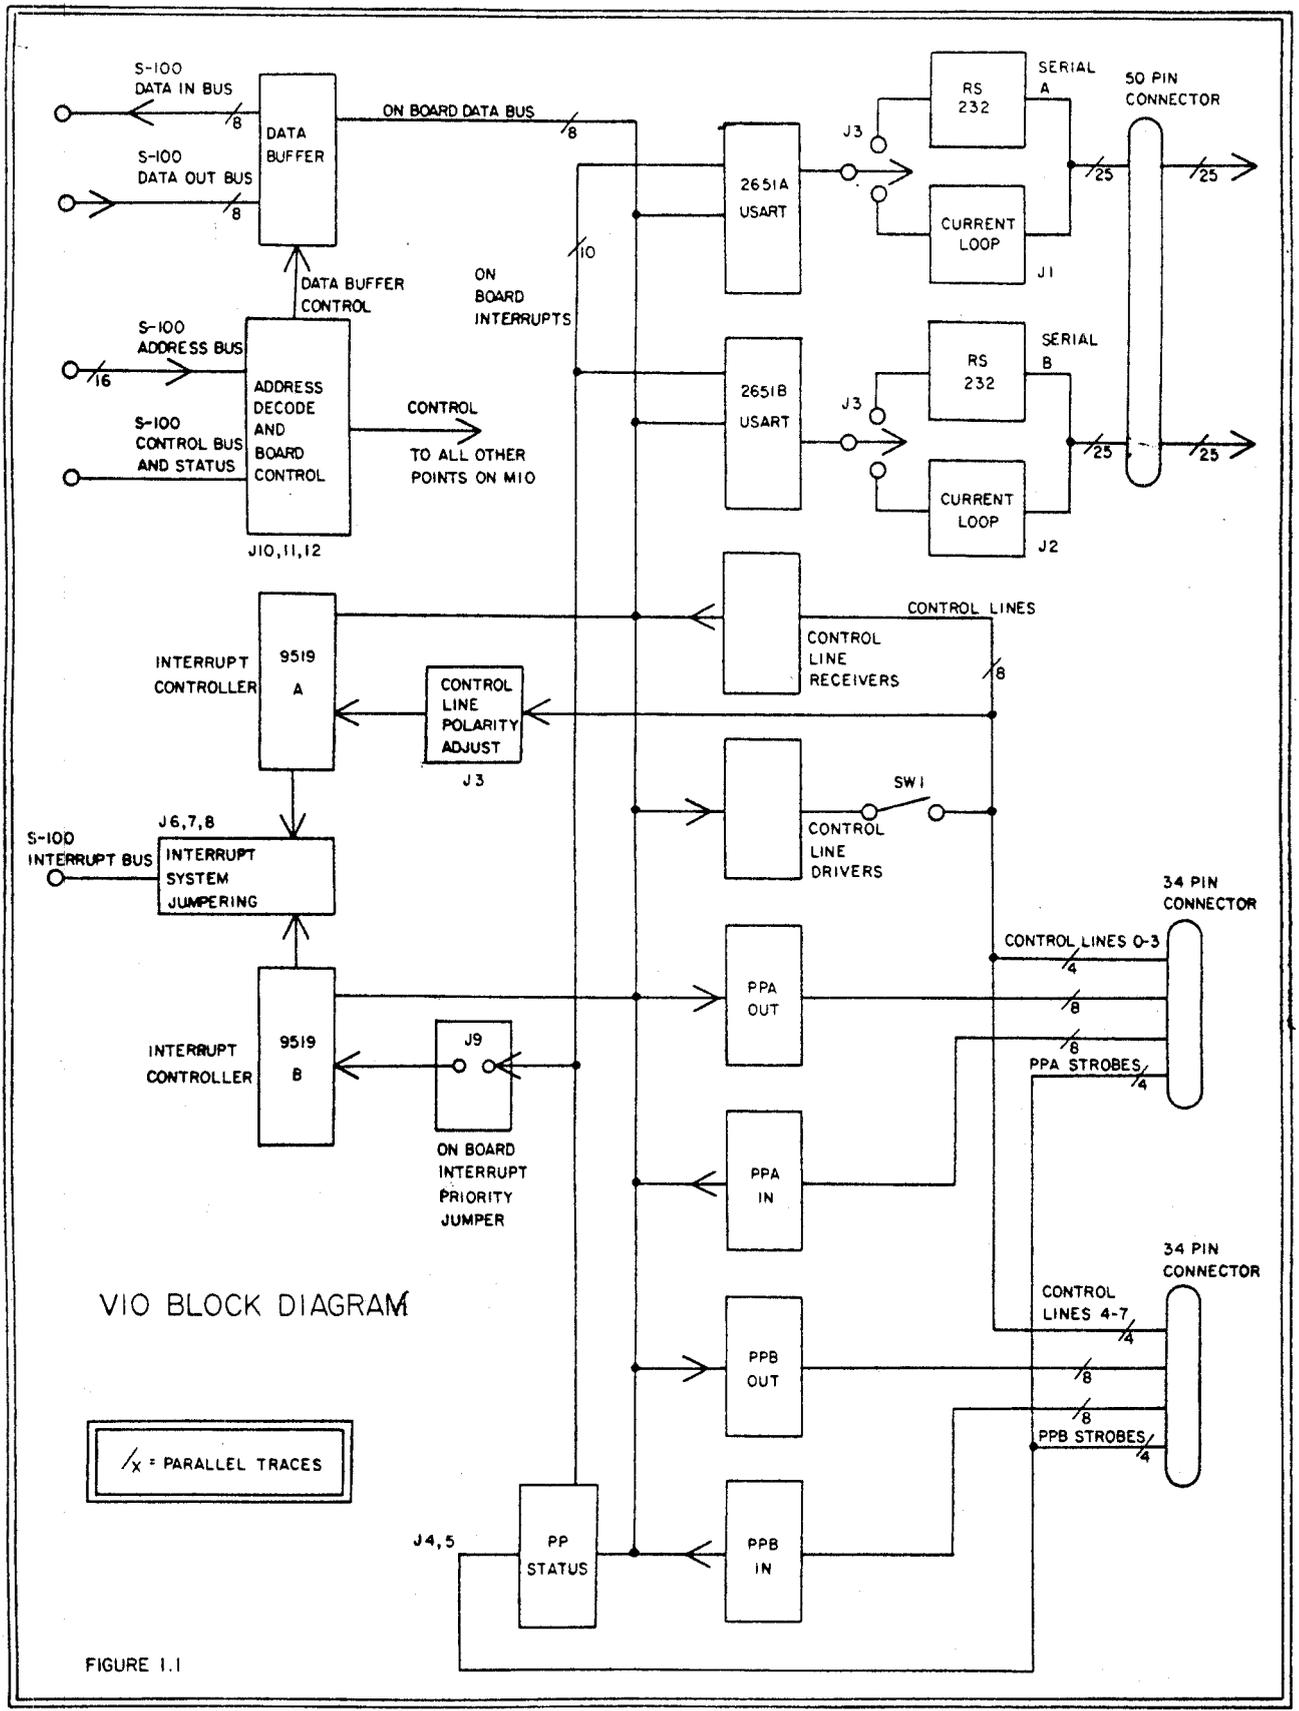 S-100
DATA IN BUS
8
DATA
BUFFER
S-100
DATA OUT BUS
8
ON BOARD DATA BUS
8
DATA BUFFER
CONTROL
S-100
ADDRESS BUS
16
S-100
CONTROL BUS
AND STATUS
ADDRESS
DECODE
AND
BOARD
CONTROL
J10,11,12
CONTROL
TO ALL OTHER
POINTS ON MIO
ON
BOARD
INTERRUPTS
10
2651A
USART
J3
RS
232
SERIAL
A
CURRENT
LOOP
J1
25
50 PIN
CONNECTOR
25
2651B
USART
J3
RS
232
SERIAL
B
CURRENT
LOOP
J2
25
25
INTERRUPT
CONTROLLER
9519
A
CONTROL
LINE
POLARITY
ADJUST
J3
CONTROL
LINE
RECEIVERS
CONTROL LINES
8
SW1
CONTROL
LINE
DRIVERS
J6,7,8
S-100
INTERRUPT BUS
INTERRUPT
SYSTEM
JUMPERING
INTERRUPT
CONTROLLER
9519
B
J9
ON BOARD
INTERRUPT
PRIORITY
JUMPER
PPA
OUT
34 PIN
CONNECTOR
CONTROL LINES 0-3
4
8
8
PPA STROBES
4
PPA
IN
34 PIN
CONNECTOR
CONTROL
LINES 4-7
4
PPB
OUT
8
8
PPB STROBES
4
PPB
IN
VIO BLOCK DIAGRAM
/x = PARALLEL TRACES
J4,5
PP
STATUS
FIGURE 1.1